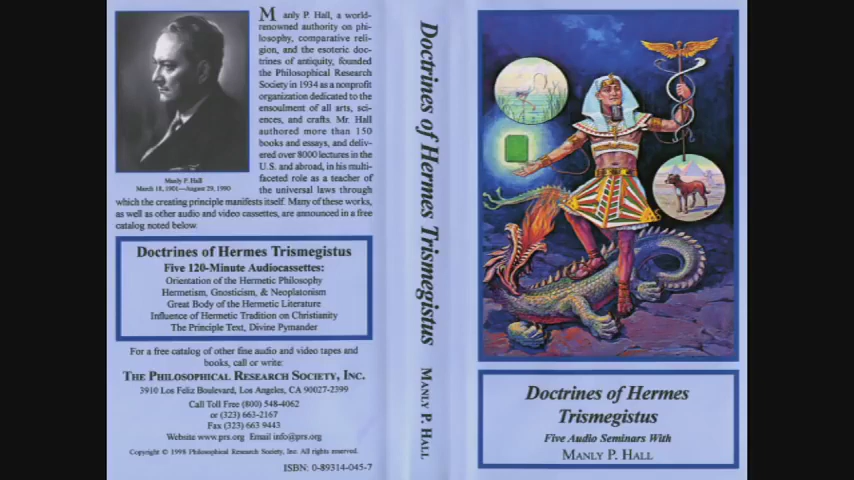 Manly P. Hall, a world-
renowned authority on phi-
losophy, comparative reli-
gion, and the esoteric doc-
trines of antiquity, founded
the Philosophical Research
Society in 1934 as a nonprofit
organization dedicated to the
ensoulment of all arts, sci-
ences, and crafts. Mr. Hall
authored more than 150
books and essays, and deliv-
ered over 8000 lectures in the
U.S. and abroad, in his multi-
faceted role as a teacher of
the universal laws through
which the creating principle manifests itself. Many of these works,
as well as other audio and video cassettes, are announced in a free
catalog noted below.
Manly P. Hall
March 18, 1901—August 29, 1990
Doctrines of Hermes Trismegistus
Five 120-Minute Audiocassettes:
Orientation of the Hermetic Philosophy
Hermetism, Gnosticism, & Neoplatonism
Great Body of the Hermetic Literature
Influence of Hermetic Tradition on Christianity
The Principle Text, Divine Pymander
For a free catalog of other fine audio and video tapes and
books, call or write:
THE PHILOSOPHICAL RESEARCH SOCIETY, INC.
3910 Los Feliz Boulevard, Los Angeles, CA 90027-2399
Call Toll Free (800) 548-4062
or (323) 663-2167
Fax (323) 663 9443
Website www.prs.org Email info@prs.org
Copyright © 1998 Philosophical Research Society, Inc. All rights reserved.
ISBN: 0-89314-045-7
Doctrines of Hermes Trismegistus MANLY P. HALL
Doctrines of Hermes
Trismegistus
Five Audio Seminars With
MANLY P. HALL